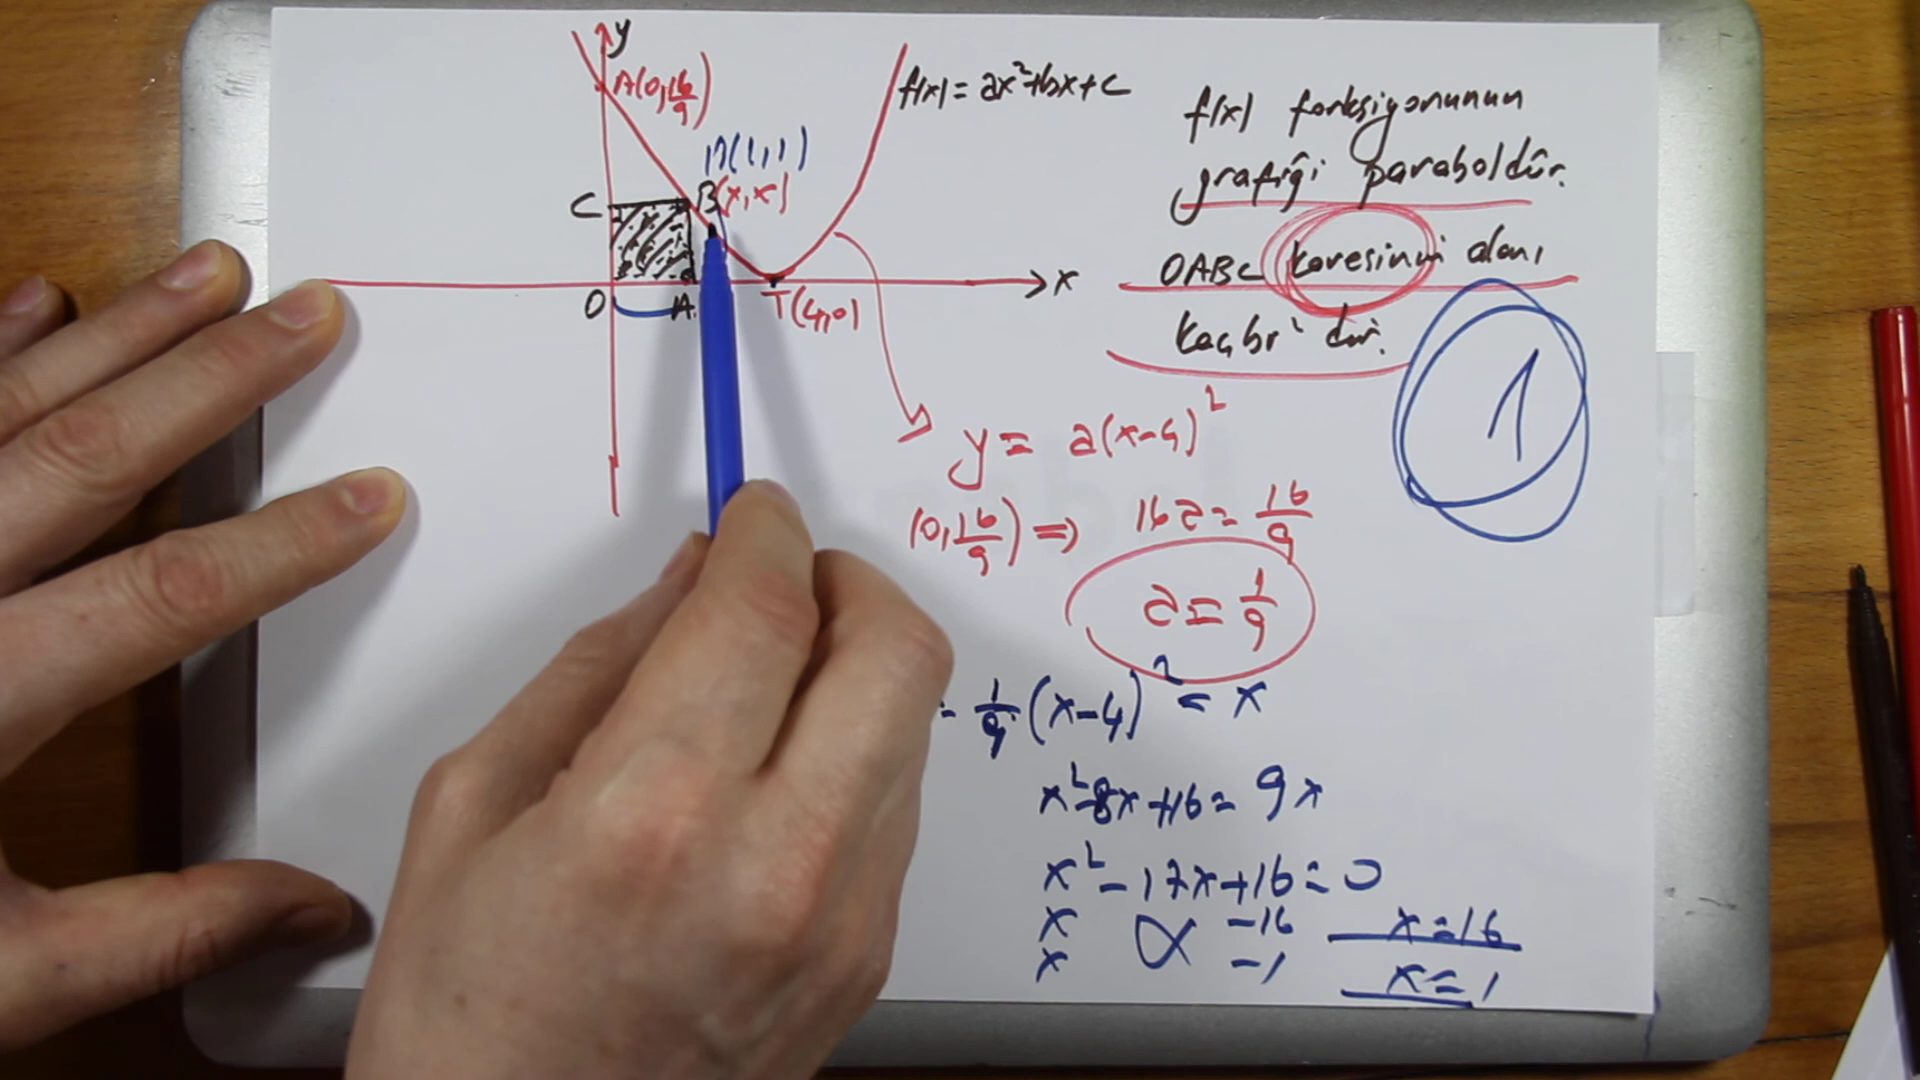 y
A(0, 16/9)
f(x) = ax²+bx+c
B(1,1)
C
B(x,x)
O
A
T(4,0)
x
f(x) fonksiyonunun
grafiği paraboldür.
OABC karesinin alanı
kaç br² dir.
1
y = a(x-4)²
(0, 16/9) ⇒ 16a = 16/9
a = 1/9
1/9 (x-4)² = x
x²-8x+16 = 9x
x²-17x+16=0
x -16 x=16
x -1 x=1